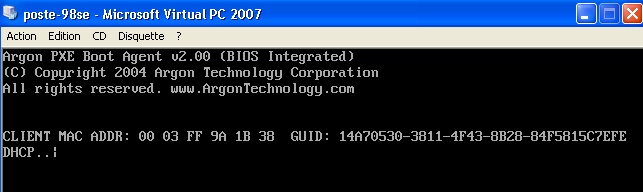 poste-98se - Microsoft Virtual PC 2007
Action Edition CD Disquette ?
Argon PXE Boot Agent v2.00 (BIOS Integrated)
(C) Copyright 2004 Argon Technology Corporation
All rights reserved. www.ArgonTechnology.com
CLIENT MAC ADDR: 00 03 FF 9A 1B 38 GUID: 14A70530-3811-4F43-8B28-84F5815C7EFE
DHCP..|